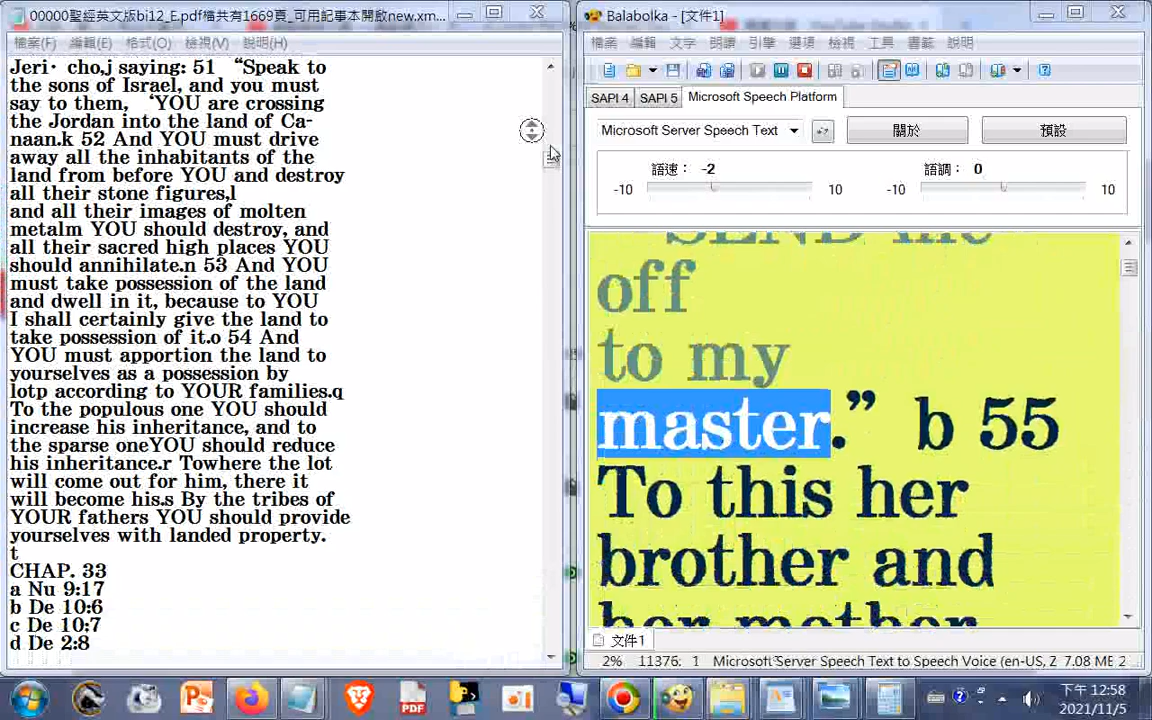 00000聖經英文版bi12_E.pdf檔共有1669頁_可用記事本開啟new.xm...
檔案(F) 編輯(E) 格式(O) 檢視(V) 說明(H)
Jeri· cho,j saying: 51 “Speak to
the sons of Israel, and you must
say to them, ‘YOU are crossing
the Jordan into the land of Ca-
naan.k 52 And YOU must drive
away all the inhabitants of the
land from before YOU and destroy
all their stone figures,l
and all their images of molten
metalm YOU should destroy, and
all their sacred high places YOU
should annihilate.n 53 And YOU
must take possession of the land
and dwell in it, because to YOU
I shall certainly give the land to
take possession of it.o 54 And
YOU must apportion the land to
yourselves as a possession by
lotp according to YOUR families.q
To the populous one YOU should
increase his inheritance, and to
the sparse oneYOU should reduce
his inheritance.r Towhere the lot
will come out for him, there it
will become his.s By the tribes of
YOUR fathers YOU should provide
yourselves with landed property.
t
CHAP. 33
a Nu 9:17
b De 10:6
c De 10:7
d De 2:8
Balabolka - [文件1]
檔案 編輯 文字 朗讀 引擎 選項 檢視 工具 書籤 說明
SAPI 4 SAPI 5 Microsoft Speech Platform
Microsoft Server Speech Text 關於 預設
語速： -2 語調： 0
-10 10 -10 10
SEND me
off
to my
master.” b 55
To this her
brother and
her mother
文件1
2% 11376: 1 Microsoft Server Speech Text to Speech Voice (en-US, Z 7.08 MB 2
PDF
下午 12:58
2021/11/5